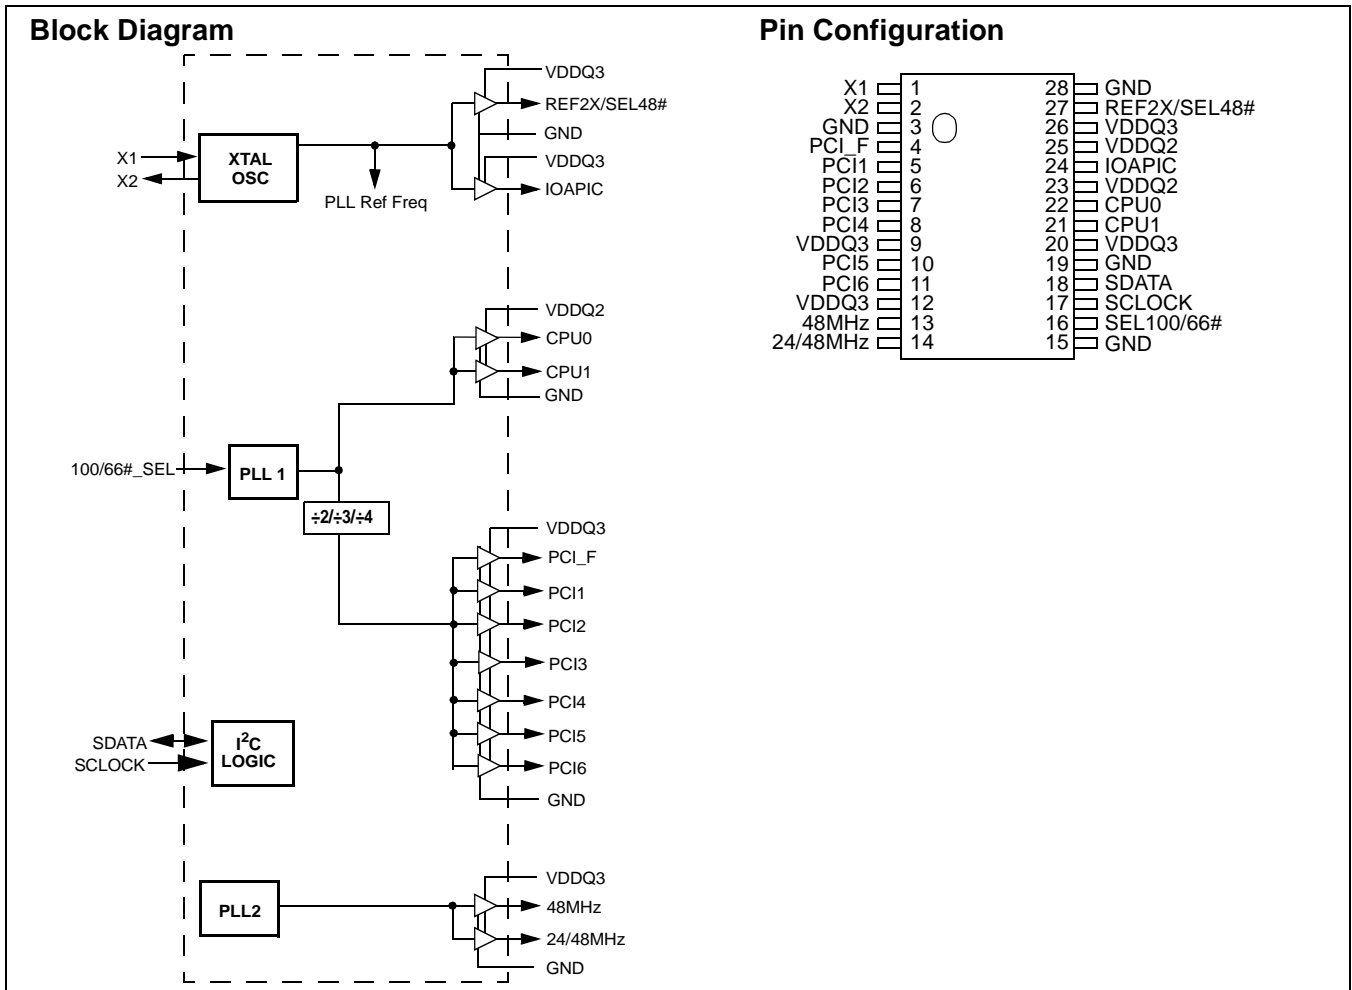 Block Diagram
VDDQ3
REF2X/SEL48#
GND
X1
X2
XTAL
OSC
VDDQ3
IOAPIC
PLL Ref Freq
VDDQ2
CPU0
CPU1
GND
100/66#_SEL
PLL 1
÷2/÷3/÷4
VDDQ3
PCI_F
PCI1
PCI2
PCI3
PCI4
PCI5
PCI6
GND
SDATA
SCLOCK
I²C
LOGIC
PLL2
VDDQ3
48MHz
24/48MHz
GND
Pin Configuration
X1 1 28 GND
X2 2 27 REF2X/SEL48#
GND 3 26 VDDQ3
PCI_F 4 25 VDDQ2
PCI1 5 24 IOAPIC
PCI2 6 23 VDDQ2
PCI3 7 22 CPU0
PCI4 8 21 CPU1
VDDQ3 9 20 VDDQ3
PCI5 10 19 GND
PCI6 11 18 SDATA
VDDQ3 12 17 SCLOCK
48MHz 13 16 SEL100/66#
24/48MHz 14 15 GND